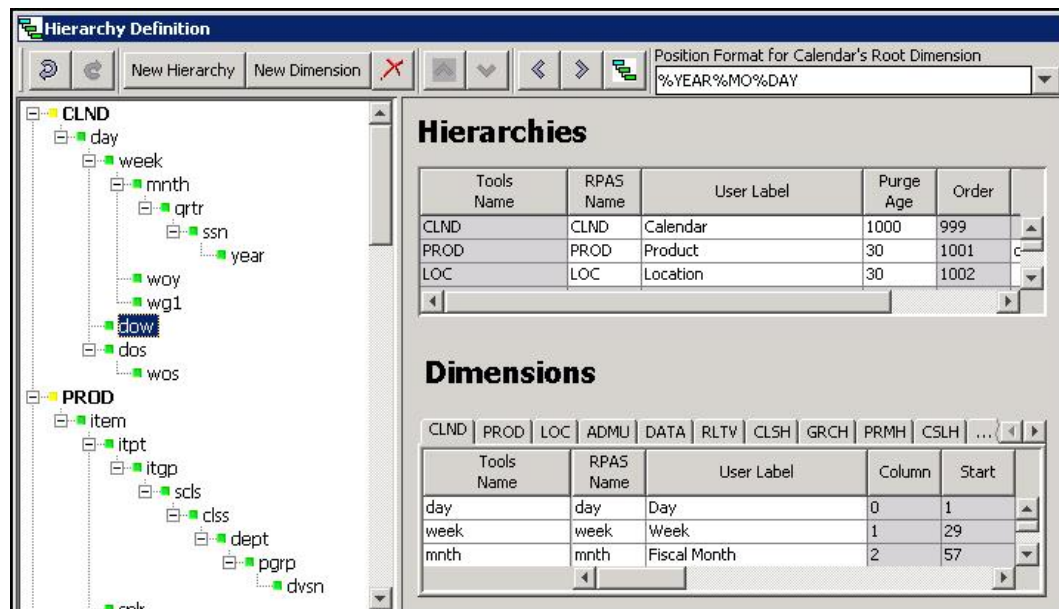 Hierarchy Definition
New Hierarchy New Dimension
Position Format for Calendar's Root Dimension
%YEAR%MO%DAY
CLND
day
week
mnth
qrtr
ssn
year
woy
wg1
dow
dos
wos
PROD
item
itpt
itgp
scls
clss
dept
pgrp
dvsn
Hierarchies
Tools Name RPAS Name User Label Purge Age Order
CLND CLND Calendar 1000 999
PROD PROD Product 30 1001
LOC LOC Location 30 1002
Dimensions
CLND PROD LOC ADMU DATA RLTV CLSH GRCH PRMH CSLH ...
Tools Name RPAS Name User Label Column Start
day day Day 0 1
week week Week 1 29
mnth mnth Fiscal Month 2 57